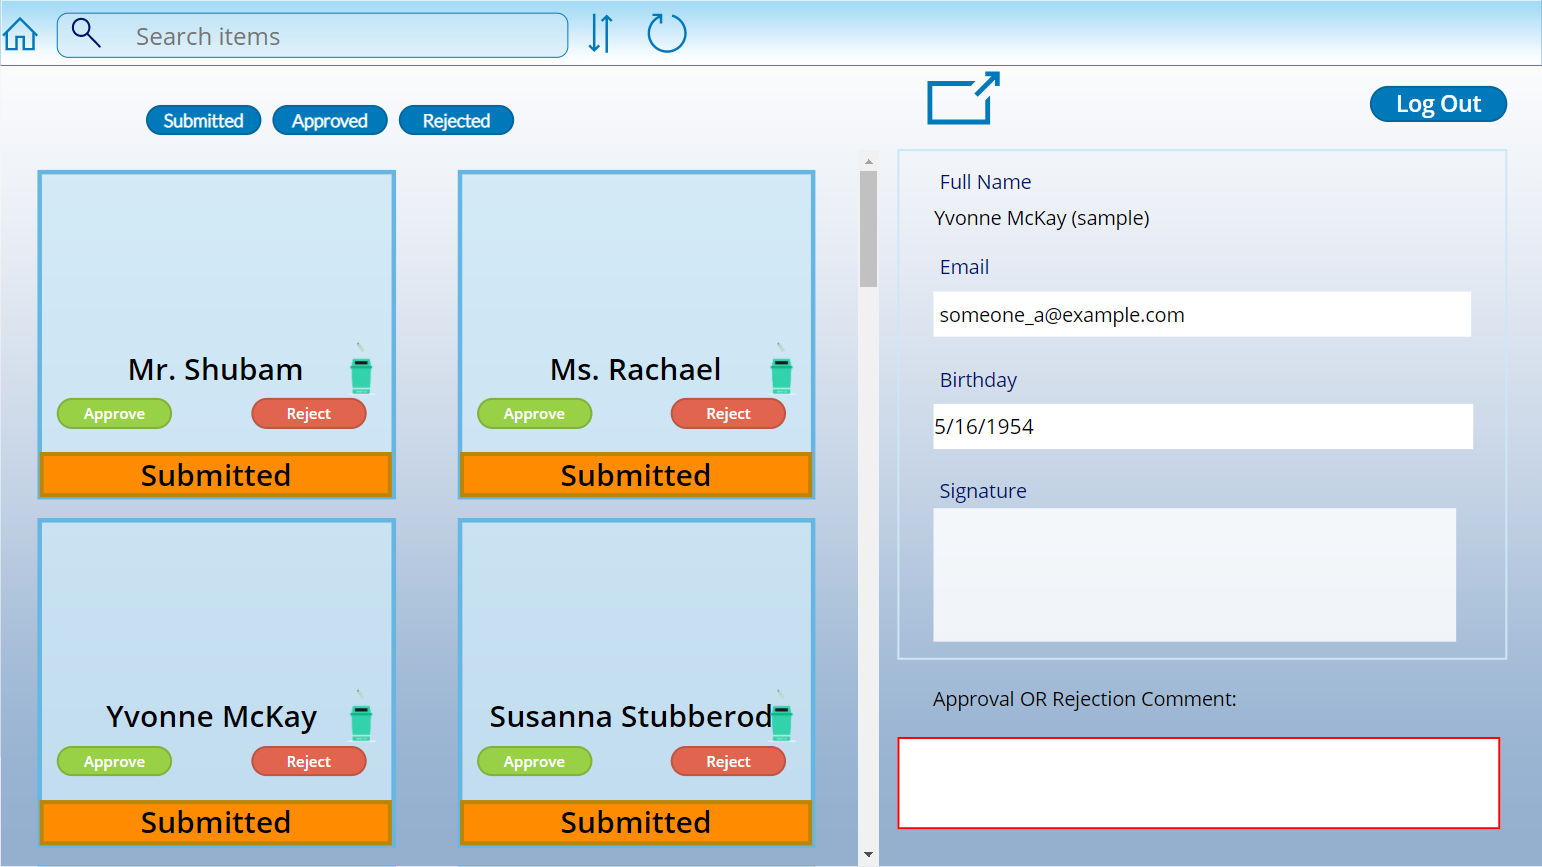 Search items
Log Out
Submitted
Approved
Rejected
Mr. Shubam
Approve
Reject
Submitted
Ms. Rachael
Approve
Reject
Submitted
Yvonne McKay
Approve
Reject
Submitted
Susanna Stubberod
Approve
Reject
Submitted
Full Name
Yvonne McKay (sample)
Email
someone_a@example.com
Birthday
5/16/1954
Signature
Approval OR Rejection Comment: